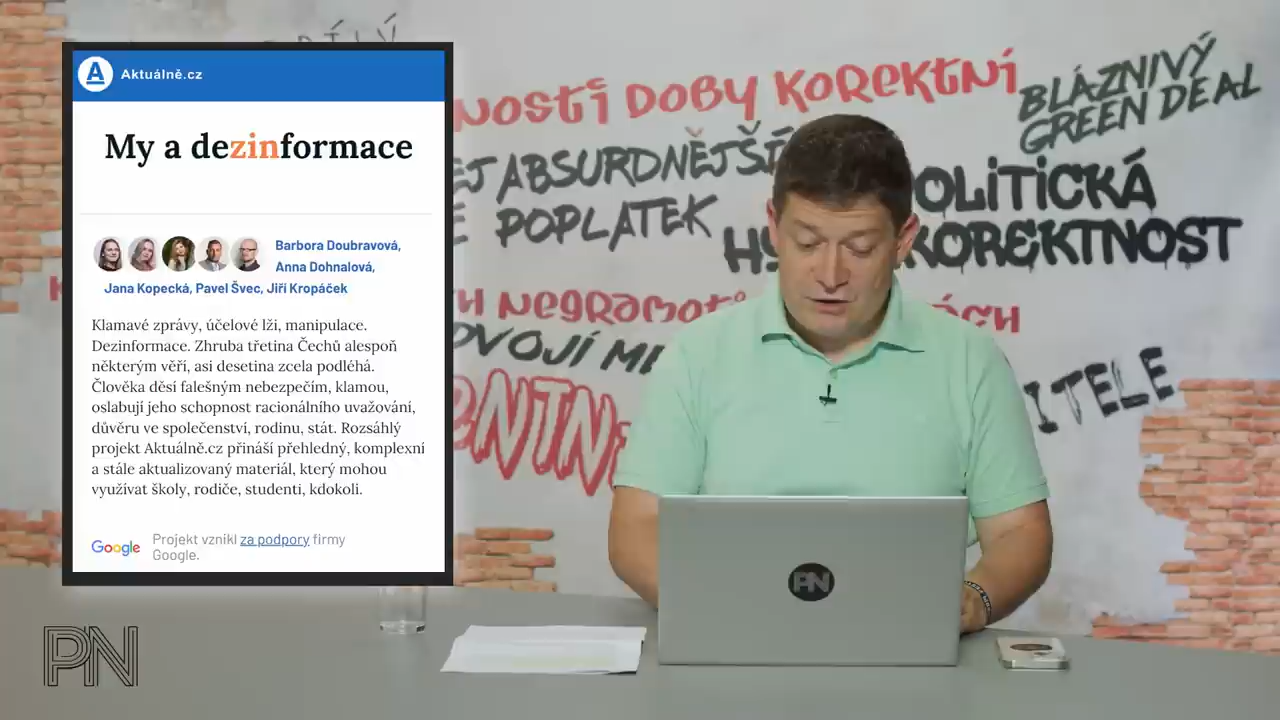 Aktuálně.cz
My a dezinformace
Barbora Doubravová,
Anna Dohnalová,
Jana Kopecká, Pavel Švec, Jiří Kropáček
Klamavé zprávy, účelové lži, manipulace.
Dezinformace. Zhruba třetina Čechů alespoň
některým věří, asi desetina zcela podléhá.
Člověka děsí falešným nebezpečím, klamou,
oslabují jeho schopnost racionálního uvažování,
důvěru ve společenství, rodinu, stát. Rozsáhlý
projekt Aktuálně.cz přináší přehledný, komplexní
a stále aktualizovaný materiál, který mohou
využívat školy, rodiče, studenti, kdokoli.
Google
Projekt vznikl za podpory firmy
Google.
NOSTÍ DOBY KOREKTNÍ
BLÁZNIVÝ
GREEN DEAL
EJ ABSURDNĚJŠÍ
POPLATEK
OLITICKÁ
KOREKTNOST
DVOJÍ
ITELE
PN
PN